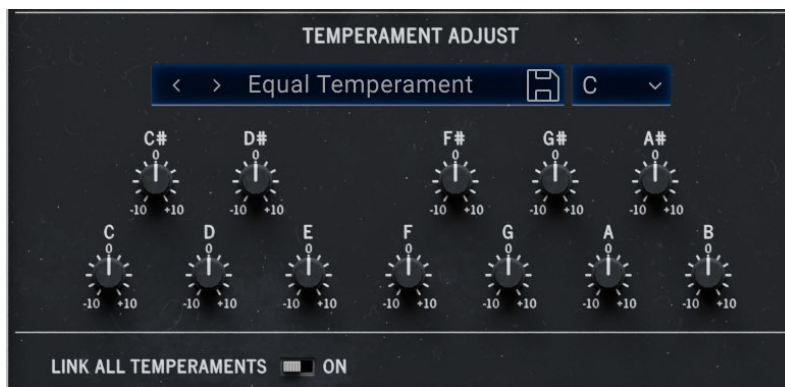 TEMPERAMENT ADJUST
< > Equal Temperament C
C# D# F# G# A#
0 0 0 0 0
-10 +10 -10 +10 -10 +10 -10 +10 -10 +10
C D E F G A B
0 0 0 0 0 0 0
-10 +10 -10 +10 -10 +10 -10 +10 -10 +10 -10 +10 -10 +10
LINK ALL TEMPERAMENTS ON